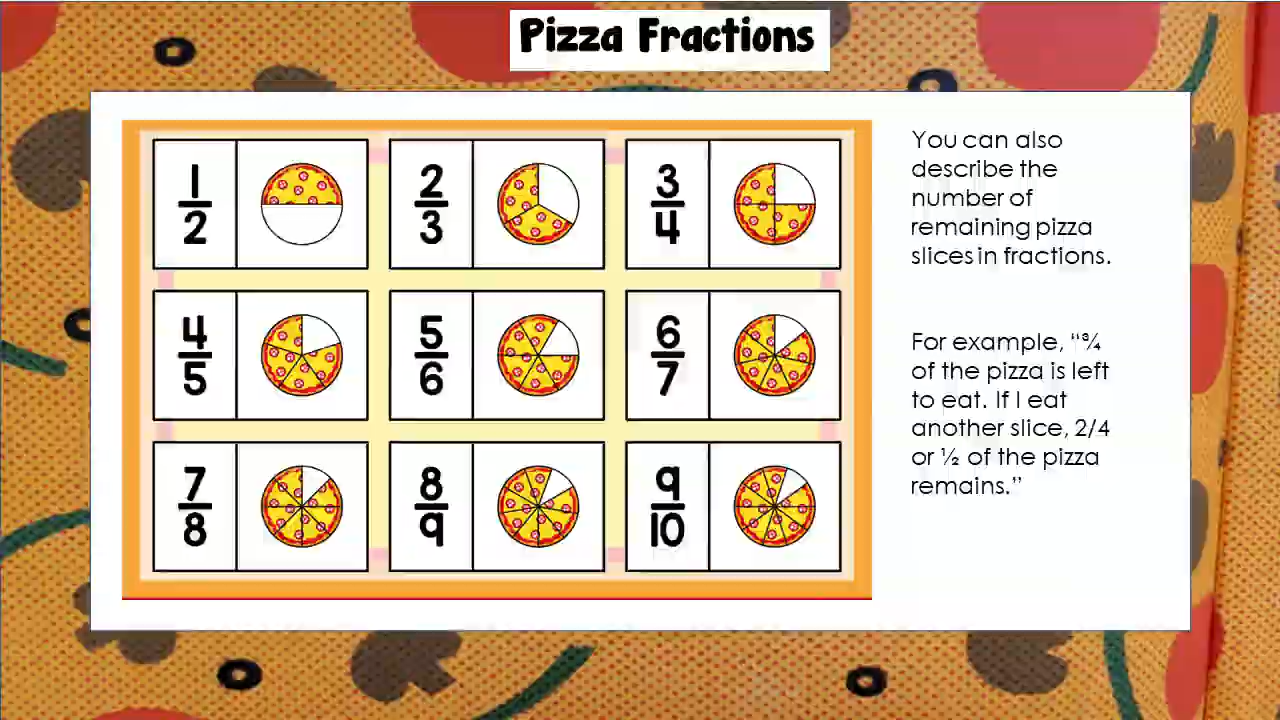 Pizza Fractions
1/2
2/3
3/4
4/5
5/6
6/7
7/8
8/9
9/10
You can also
describe the
number of
remaining pizza
slices in fractions.
For example, “¾
of the pizza is left
to eat. If I eat
another slice, 2/4
or ½ of the pizza
remains.”